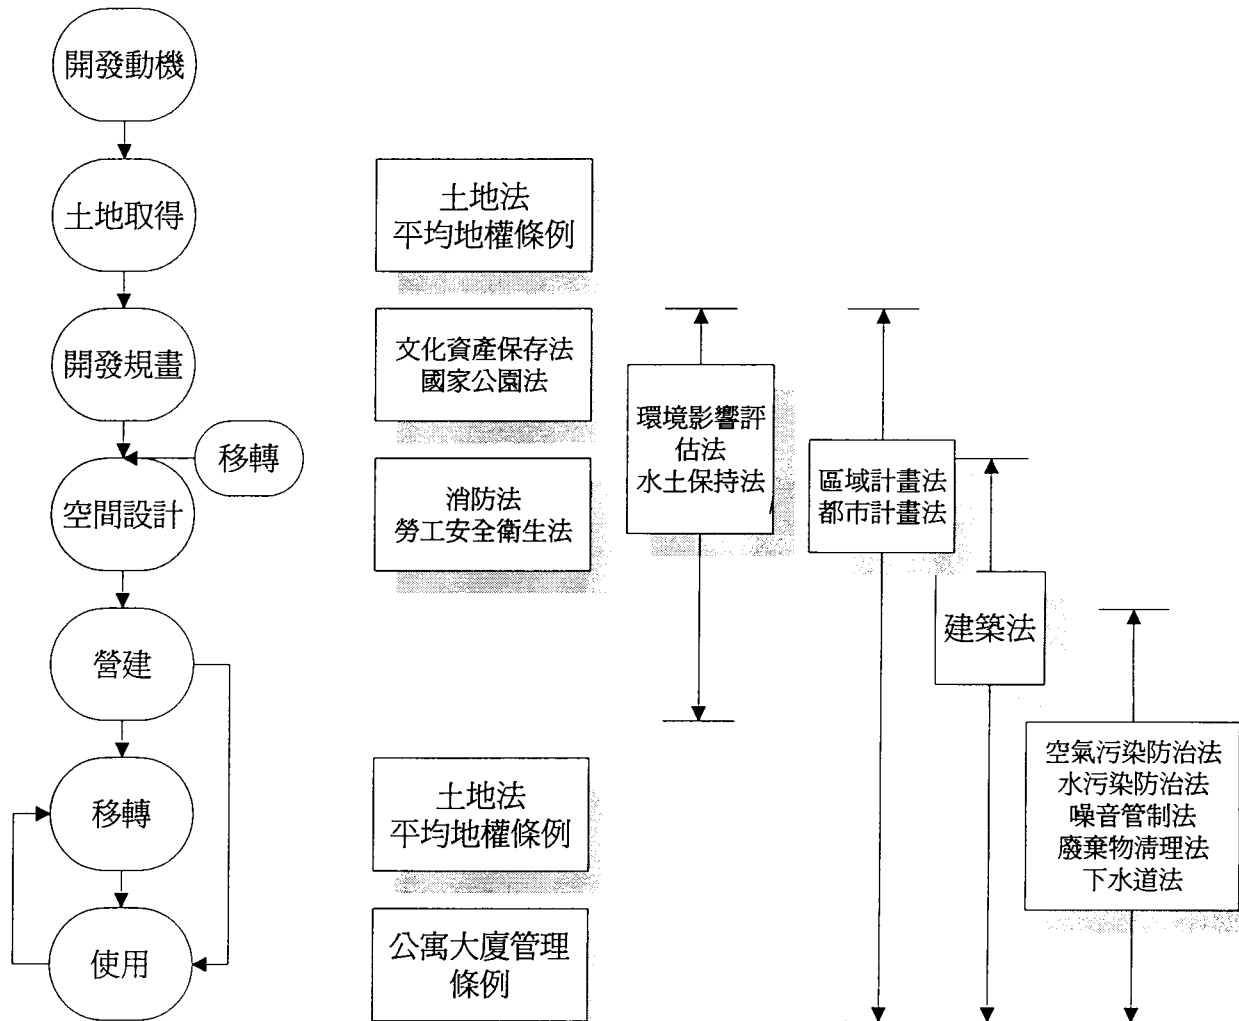 開發動機
土地取得
開發規畫
移轉
空間設計
營建
移轉
使用
土地法
平均地權條例
文化資產保存法
國家公園法
消防法
勞工安全衛生法
土地法
平均地權條例
公寓大廈管理
條例
環境影響評
估法
水土保持法
區域計畫法
都市計畫法
建築法
空氣污染防治法
水污染防治法
噪音管制法
廢棄物清理法
下水道法